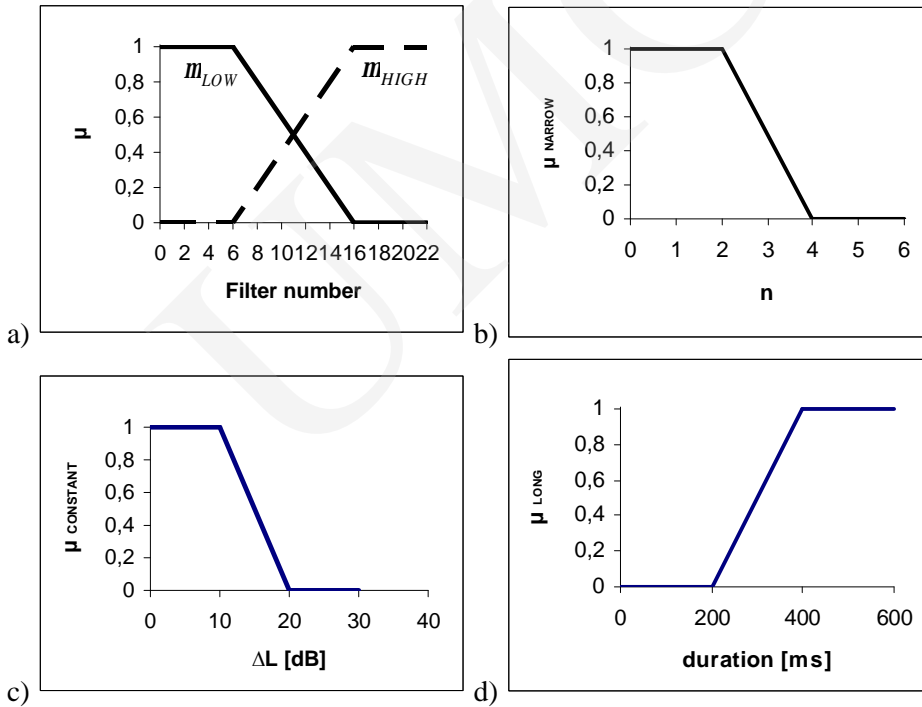 1
0,8
0,6
0,4
0,2
0
µ
m LOW
m HIGH
0 2 4 6 8 10 12 14 16 18 20 22
Filter number
a)
1
0,8
0,6
0,4
0,2
0
µ NARROW
0 1 2 3 4 5 6
n
b)
1
0,8
0,6
0,4
0,2
0
µ CONSTANT
0 10 20 30 40
ΔL [dB]
c)
1
0,8
0,6
0,4
0,2
0
µ LONG
0 200 400 600
duration [ms]
d)
UMC